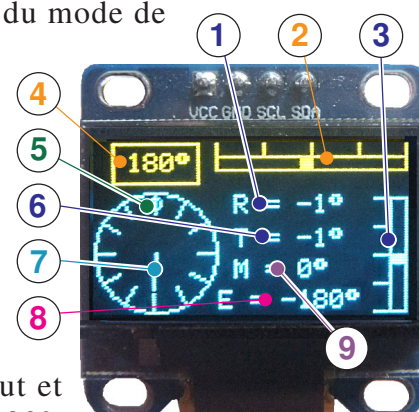 du mode de
1 2 3
4
VCC GND SCL SDA
180°
5
R = -1°
6
T = -1°
7
M = 0°
8
E = -180°
9
ut et